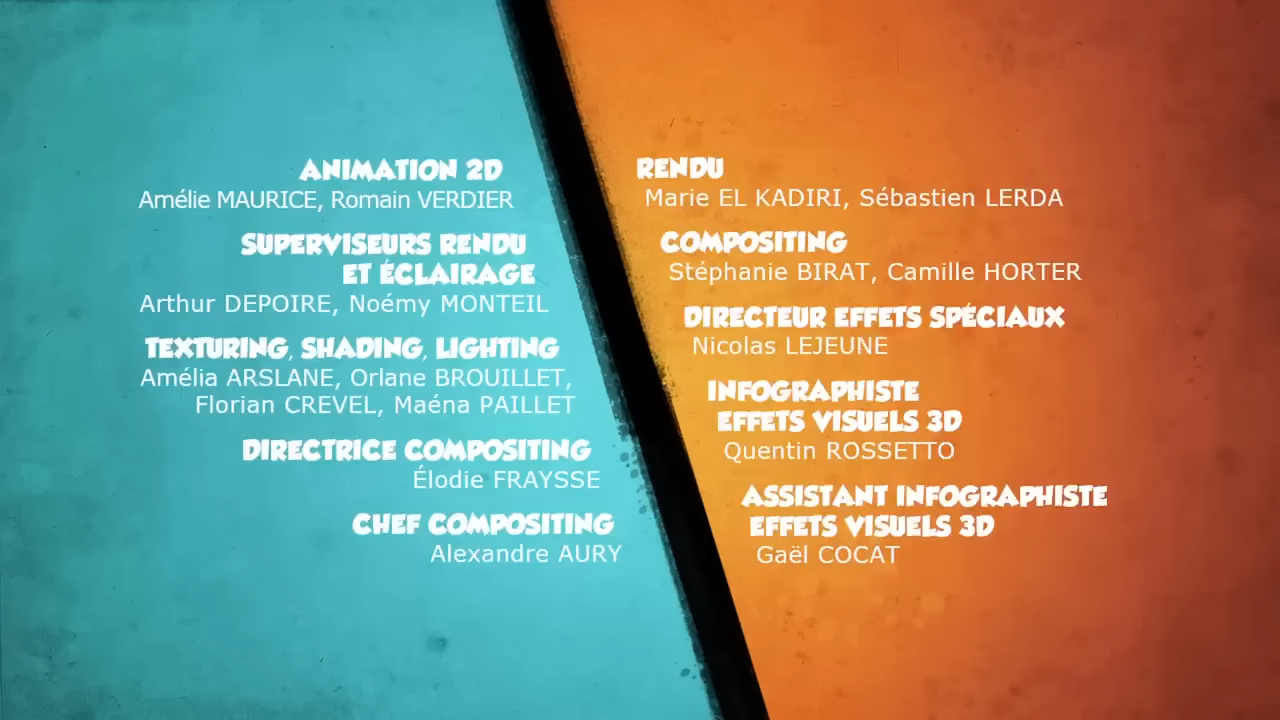 ANIMATION 2D
Amélie MAURICE, Romain VERDIER
SUPERVISEURS RENDU
ET ÉCLAIRAGE
Arthur DEPOIRE, Noémy MONTEIL
TEXTURING, SHADING, LIGHTING
Amélia ARSLANE, Orlane BROUILLET,
Florian CREVEL, Maéna PAILLET
DIRECTRICE COMPOSITING
Élodie FRAYSSE
CHEF COMPOSITING
Alexandre AURY
RENDU
Marie EL KADIRI, Sébastien LERDA
COMPOSITING
Stéphanie BIRAT, Camille HORTER
DIRECTEUR EFFETS SPÉCIAUX
Nicolas LEJEUNE
INFOGRAPHISTE
EFFETS VISUELS 3D
Quentin ROSSETTO
ASSISTANT INFOGRAPHISTE
EFFETS VISUELS 3D
Gaël COCAT